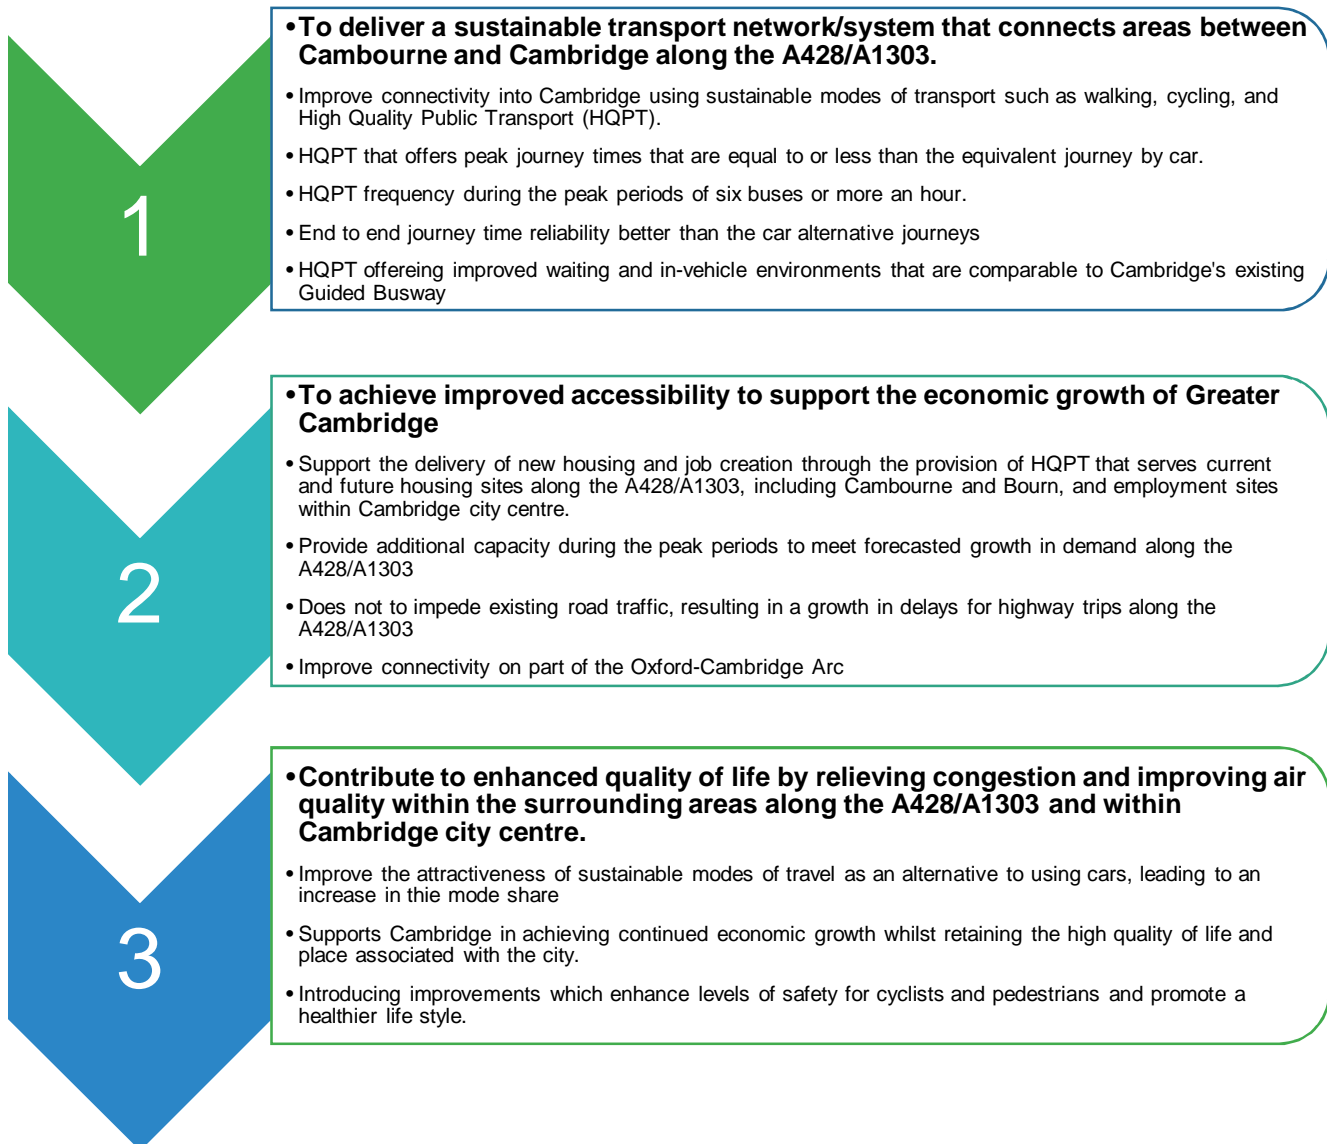 1
•To deliver a sustainable transport network/system that connects areas between
Cambourne and Cambridge along the A428/A1303.
• Improve connectivity into Cambridge using sustainable modes of transport such as walking, cycling, and
High Quality Public Transport (HQPT).
• HQPT that offers peak journey times that are equal to or less than the equivalent journey by car.
• HQPT frequency during the peak periods of six buses or more an hour.
• End to end journey time reliability better than the car alternative journeys
• HQPT offereing improved waiting and in-vehicle environments that are comparable to Cambridge's existing
Guided Busway
2
•To achieve improved accessibility to support the economic growth of Greater
Cambridge
• Support the delivery of new housing and job creation through the provision of HQPT that serves current
and future housing sites along the A428/A1303, including Cambourne and Bourn, and employment sites
within Cambridge city centre.
• Provide additional capacity during the peak periods to meet forecasted growth in demand along the
A428/A1303
• Does not to impede existing road traffic, resulting in a growth in delays for highway trips along the
A428/A1303
• Improve connectivity on part of the Oxford-Cambridge Arc
3
•Contribute to enhanced quality of life by relieving congestion and improving air
quality within the surrounding areas along the A428/A1303 and within
Cambridge city centre.
• Improve the attractiveness of sustainable modes of travel as an alternative to using cars, leading to an
increase in thie mode share
• Supports Cambridge in achieving continued economic growth whilst retaining the high quality of life and
place associated with the city.
• Introducing improvements which enhance levels of safety for cyclists and pedestrians and promote a
healthier life style.